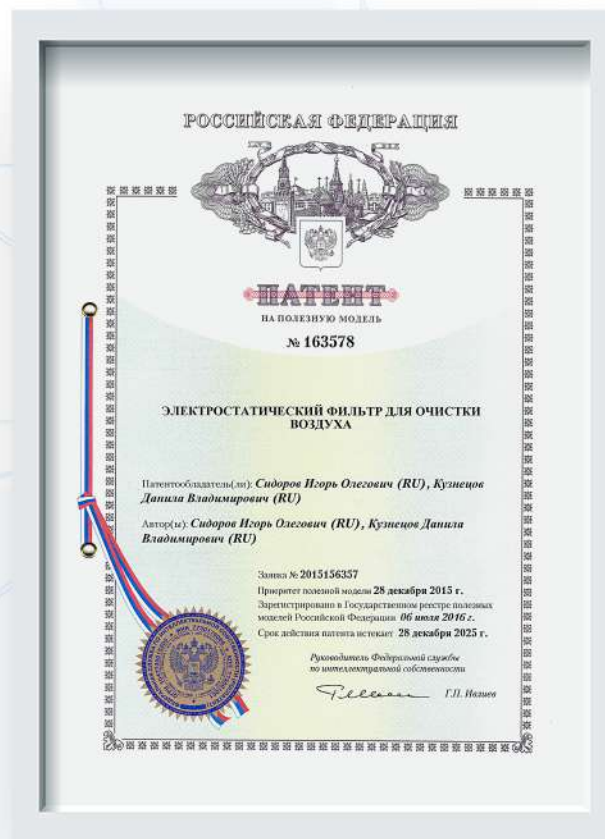 РОССИЙСКАЯ ФЕДЕРАЦИЯ
ПАТЕНТ
НА ПОЛЕЗНУЮ МОДЕЛЬ
№ 163578
ЭЛЕКТРОСТАТИЧЕСКИЙ ФИЛЬТР ДЛЯ ОЧИСТКИ
ВОЗДУХА
Патентообладатель(ли): Сидоров Игорь Олегович (RU), Кузнецов
Данила Владимирович (RU)
Автор(ы): Сидоров Игорь Олегович (RU), Кузнецов Данила
Владимирович (RU)
Заявка № 2015156357
Приоритет полезной модели 28 декабря 2015 г.
Зарегистрировано в Государственном реестре полезных
моделей Российской Федерации 06 июля 2016 г.
Срок действия патента истекает 28 декабря 2025 г.
Руководитель Федеральной службы
по интеллектуальной собственности
Г.П. Ивлиев